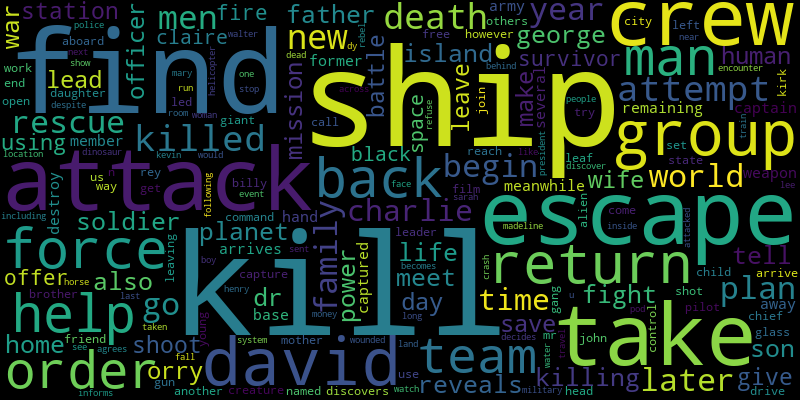 war
station
men
fire
father
death
army
year
crew
police
others
city
left
near
aboard
claire
new
free
however
george
next
walter
find
officer
island
man
work
show
helicopter
former
survivor
human
end
lead
mary
one
ship
daughter
run
stop
dead
behind
encounter
kirk
open
despite
led
room
woman
mission
battle
leave
join
make
several
people
attempt
rescue
giant
call
space
refuse
try
remaining
captain
using
member
killed
black
reach
like
group
location
dinosaur
kevin
would
back
begin
leaf
set
state
train
attack
us
rey
billy
face
film
meanwhile
wife
discover
president
world
weapon
way
get
event
sarah
lee
including
destroy
soldier
following
command
hand
charlie
alien
escape
come
madeline
inside
attacked
force
planet
leader
life
arrives
sent
family
power
captured
return
tell
offer
also
leaving
boy
becomes
meet
crash
child
arrive
brother
horse
capture
dr
day
time
gang
fight
shot
pilot
plan
away
help
go
last
henry
base
money
long
kill
save
take
control
chief
glass
home
friend
taken
young
system
wounded
mr
water
john
son
see
agrees
shoot
mother
land
decides
travel
pod
order
fall
david
team
orry
gun
creature
use
reveals
killing
later
give
informs
another
named
discovers
watch
military
head
drive